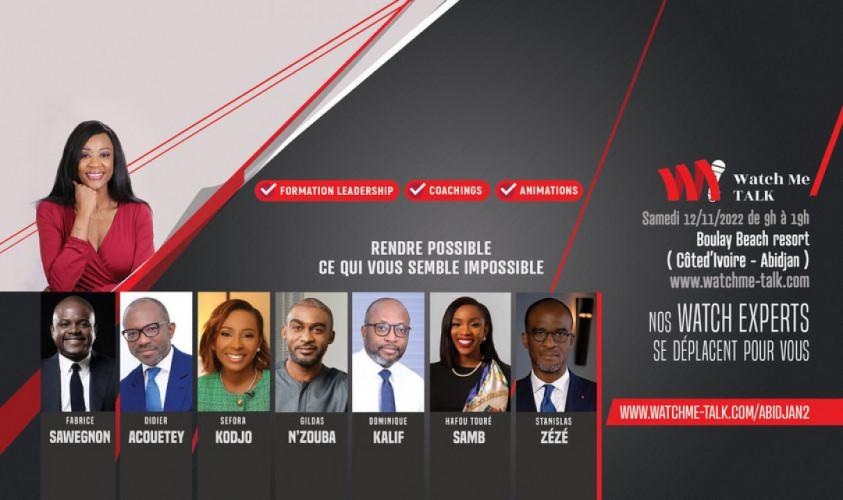 FORMATION LEADERSHIP
COACHINGS
ANIMATIONS
RENDRE POSSIBLE
CE QUI VOUS SEMBLE IMPOSSIBLE
Watch Me
TALK
Samedi 12/11/2022 de 9h à 19h
Boulay Beach resort
( Côted'Ivoire - Abidjan )
www.watchme-talk.com
NOS WATCH EXPERTS
SE DÉPLACENT POUR VOUS
WWW.WATCHME-TALK.COM/ABIDJAN2
FABRICE
SAWEGNON
DIDIER
ACOUETEY
SEFORA
KODJO
GILDAS
N'ZOUBA
DOMINIQUE
KALIF
HAFOU TOURÉ
SAMB
STANISLAS
ZÉZÉ